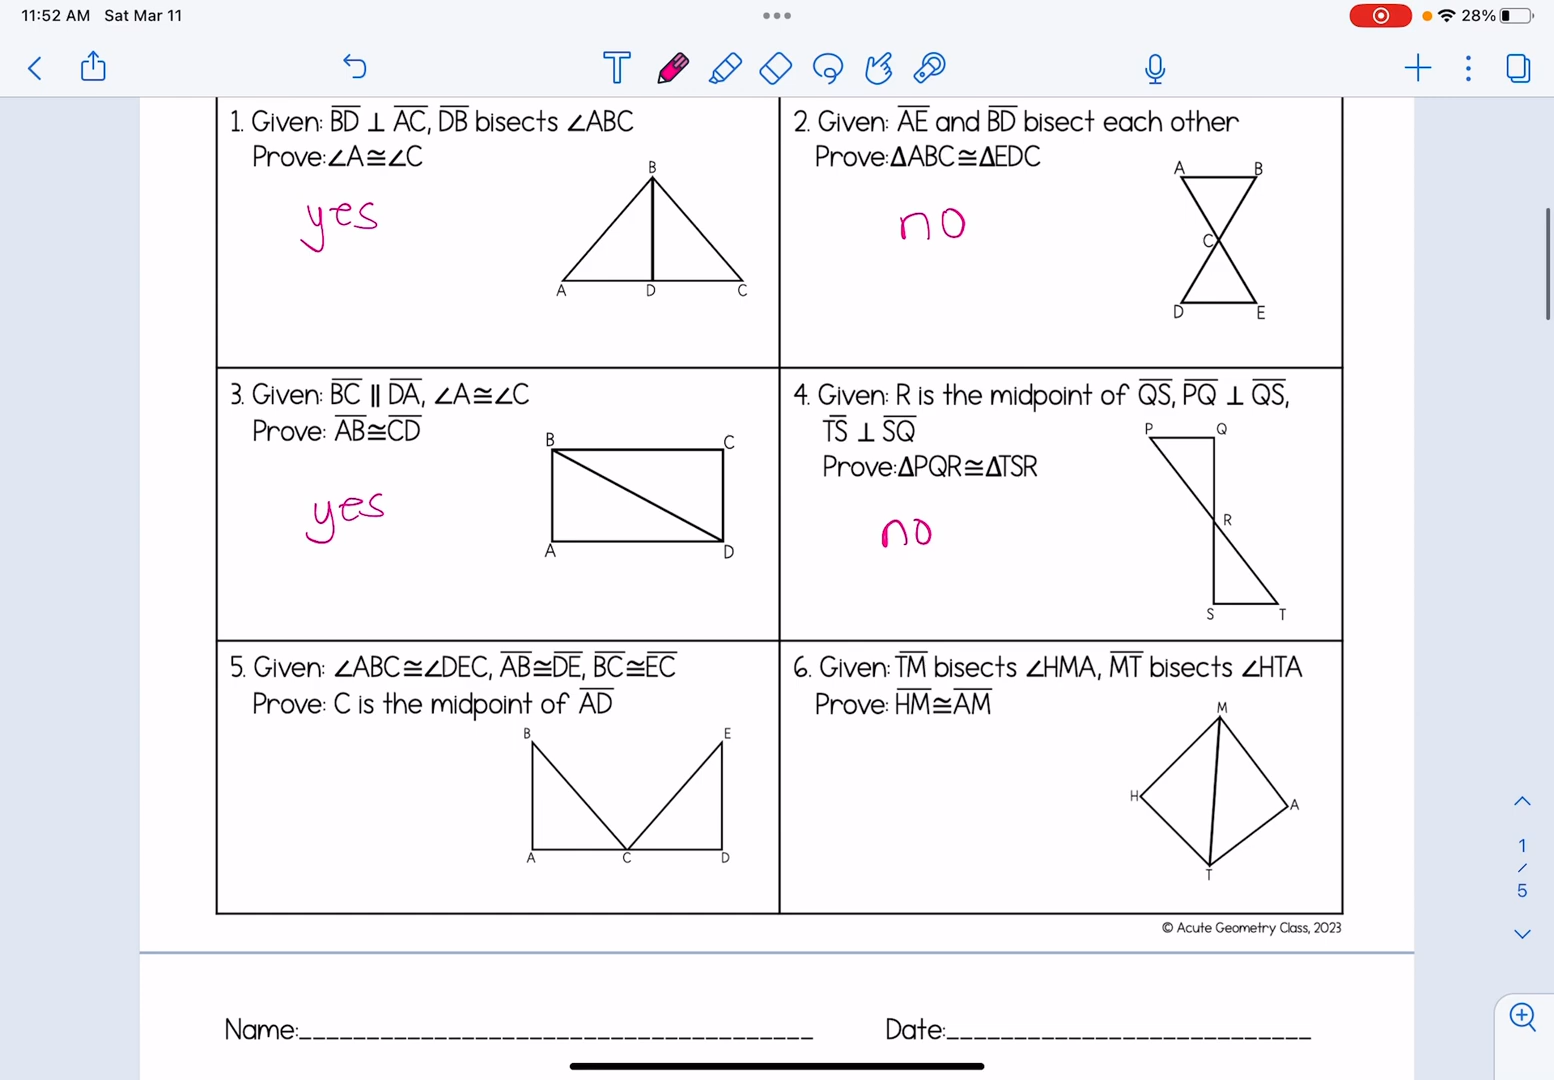 11:52 AM Sat Mar 11
28%
1. Given: BD ⊥ AC, DB bisects ∠ABC
Prove:∠A≅∠C
yes
B
A
D
C
2. Given: AE and BD bisect each other
Prove:ΔABC≅ΔEDC
no
A
B
C
D
E
3. Given: BC ∥ DA, ∠A≅∠C
Prove: AB≅CD
yes
B
C
A
D
4. Given: R is the midpoint of QS, PQ ⊥ QS,
TS ⊥ SQ
Prove:ΔPQR≅ΔTSR
no
P
Q
R
S
T
5. Given: ∠ABC≅∠DEC, AB≅DE, BC≅EC
Prove: C is the midpoint of AD
B
E
A
C
D
6. Given: TM bisects ∠HMA, MT bisects ∠HTA
Prove: HM≅AM
M
H
A
T
1
/
5
© Acute Geometry Class, 2023
Name:___________________________________ Date:__________________________